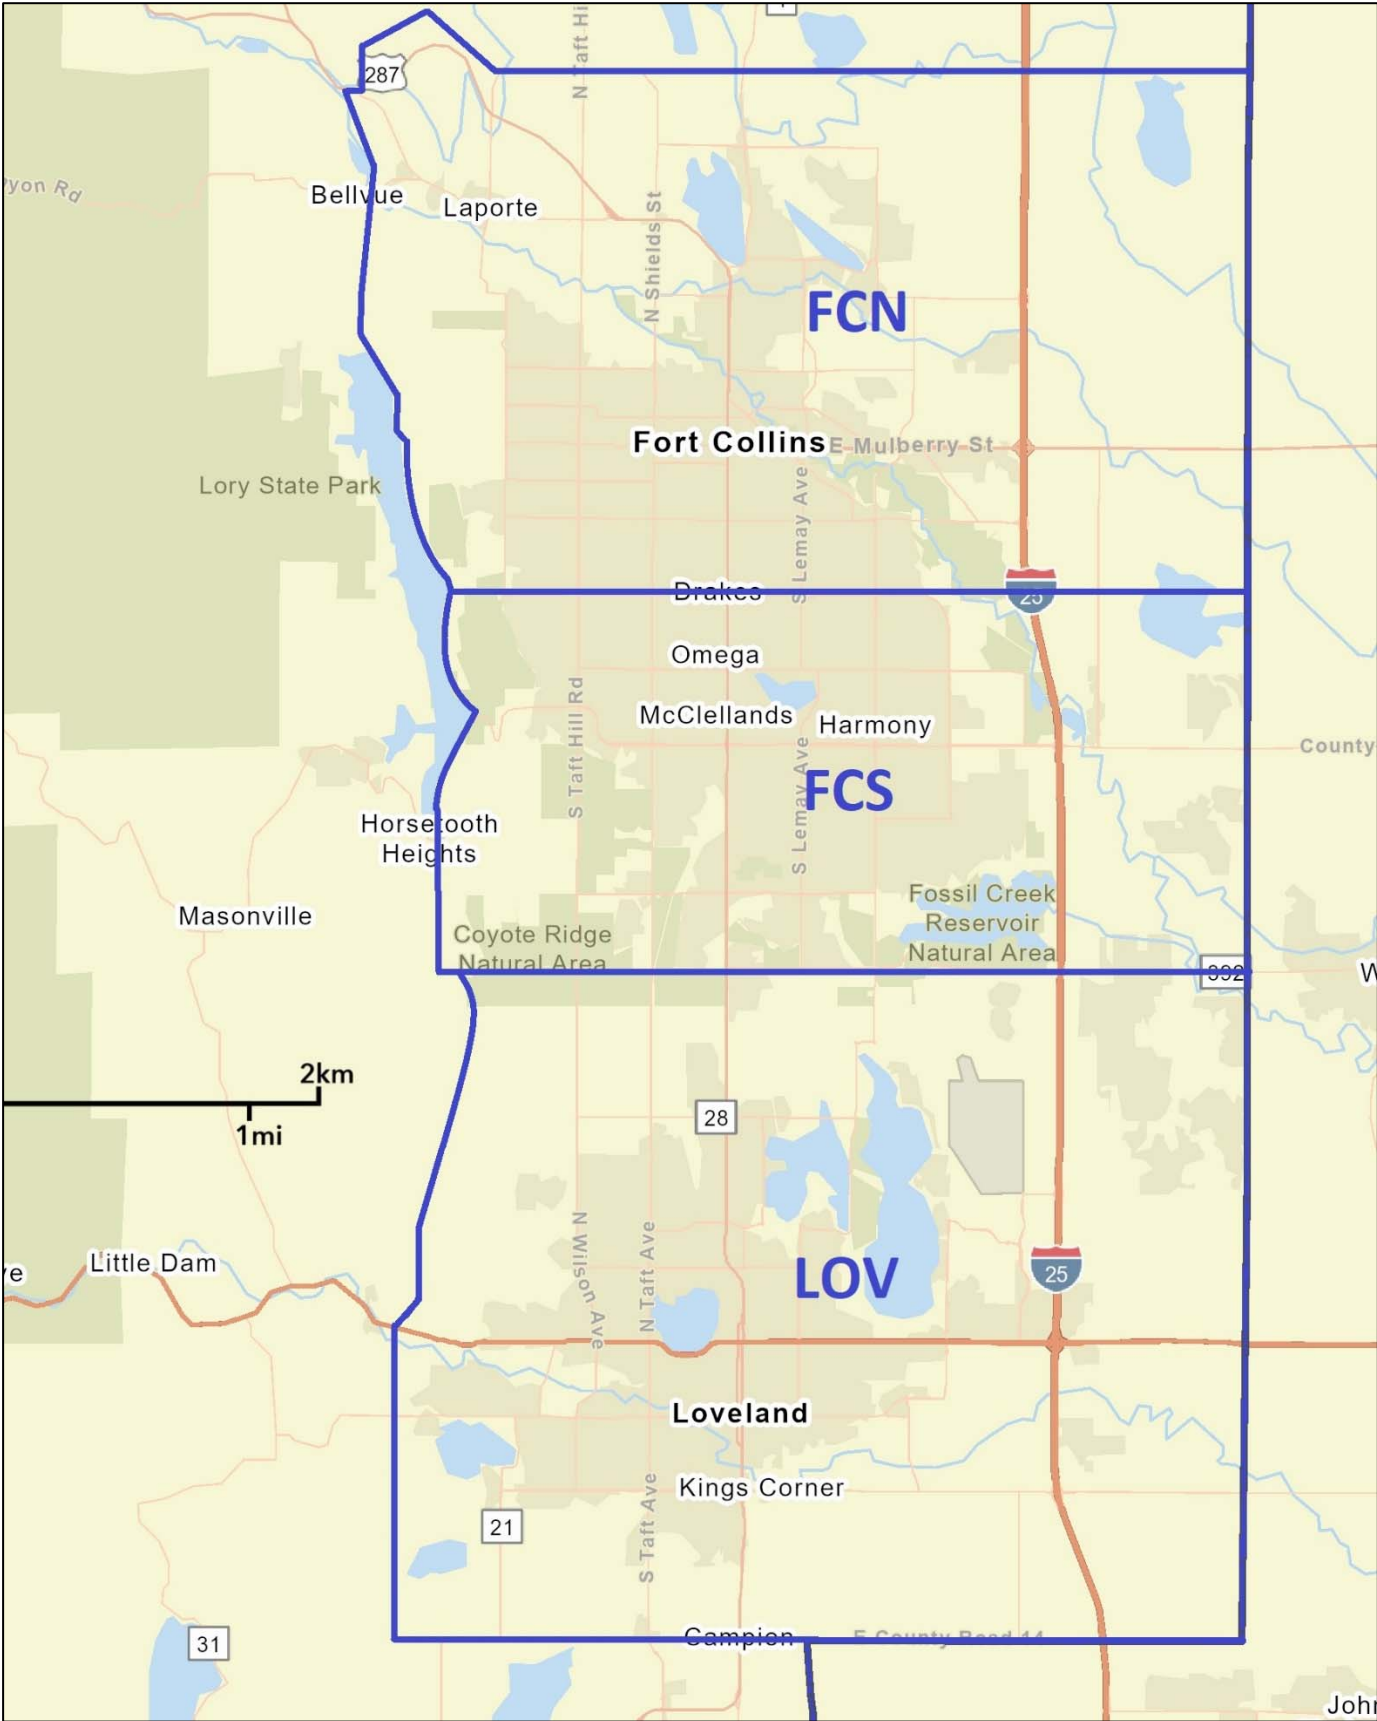 N Taft Hi
287
yon Rd
Bellvue
Laporte
N Shields St
FCN
Fort Collins
E Mulberry St
Lory State Park
S Lemay Ave
Drakes
25
Omega
S Taft Hill Rd
McClellands
Harmony
County
S Lemay Ave
FCS
Horsetooth
Heights
Masonville
Fossil Creek
Reservoir
Natural Area
Coyote Ridge
Natural Area
392
W
2km
1mi
28
N Wilson Ave
N Taft Ave
LOV
25
Little Dam
ve
Loveland
Kings Corner
S Taft Ave
21
31
Campion
E County Road 14
John